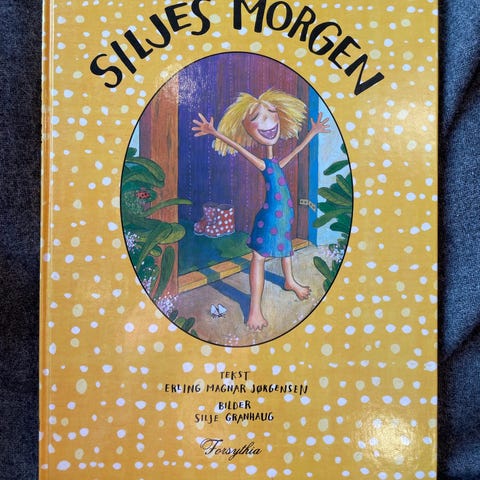 SILJES MORGEN
TEKST
ERLING MAGNAR JØRGENSEN
BILDER
SILJE GRANHAUG
Forsythia